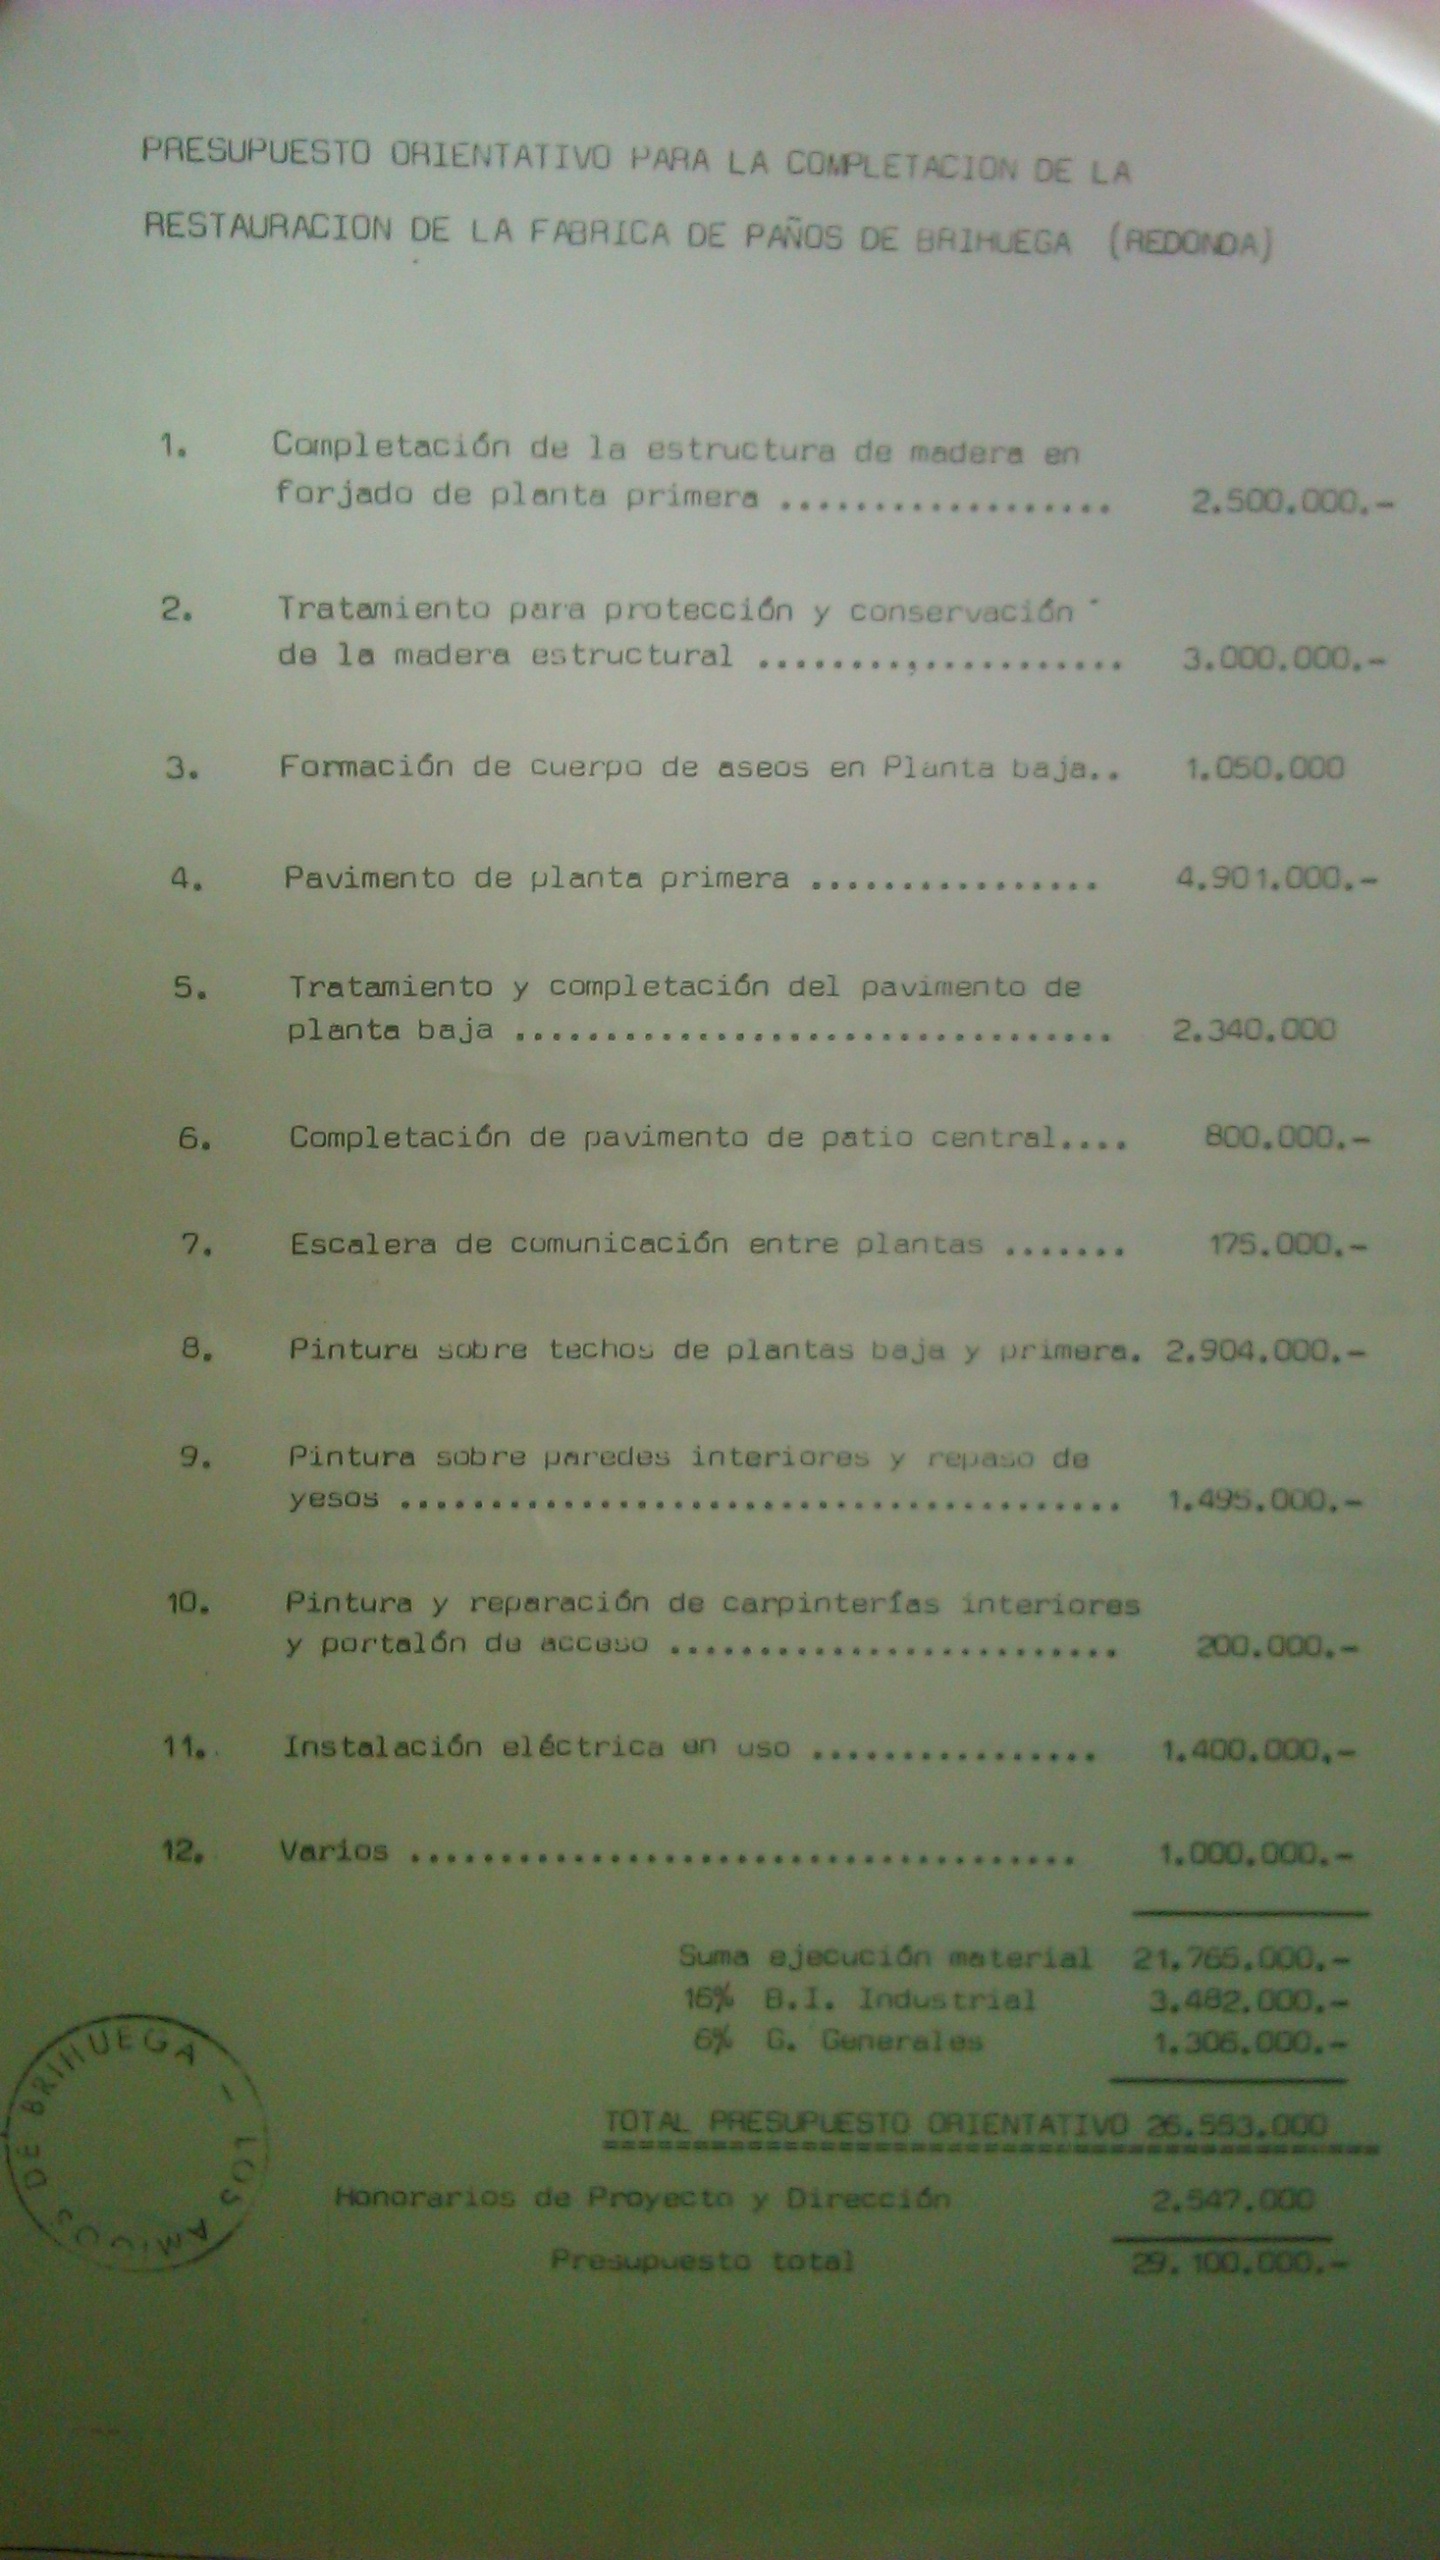 PRESUPUESTO ORIENTATIVO PARA LA COMPLETACION DE LA
RESTAURACION DE LA FABRICA DE PAÑOS DE BRIHUEGA (REDONDA)
1. Completación de la estructura de madera en
forjado de planta primera .................. 2.500.000.-
2. Tratamiento para protección y conservación
de la madera estructural .................... 3.000.000.-
3. Formación de cuerpo de aseos en Planta baja.. 1.050.000
4. Pavimento de planta primera ................ 4.901.000.-
5. Tratamiento y completación del pavimento de
planta baja ................................. 2.340.000
6. Completación de pavimento de patio central.... 800.000.-
7. Escalera de comunicación entre plantas ....... 175.000.-
8. Pintura sobre techos de plantas baja y primera. 2.904.000.-
9. Pintura sobre paredes interiores y repaso de
yesos ........................................ 1.495.000.-
10. Pintura y reparación de carpinterías interiores
y portalón de acceso ......................... 200.000.-
11. Instalación eléctrica en uso ................ 1.400.000.-
12. Varios ..................................... 1.000.000.-
Suma ejecución material 21.765.000.-
16% B.I. Industrial 3.482.000.-
6% G. Generales 1.306.000.-
TOTAL PRESUPUESTO ORIENTATIVO 26.553.000
Honorarios de Proyecto y Dirección 2.547.000
Presupuesto total 29.100.000.-
DE BRIHUEGA -
AMIGOS